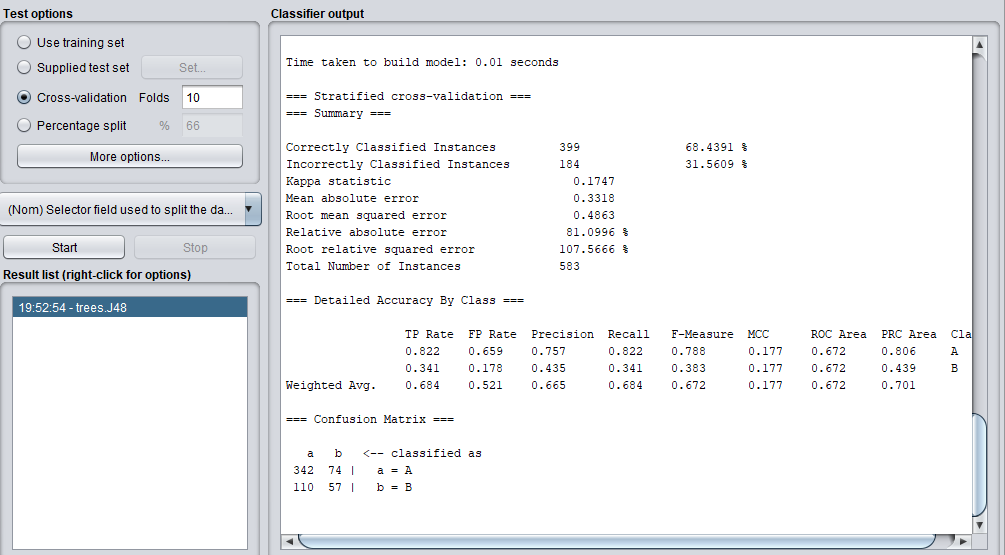 Test options
Use training set
Supplied test set Set...
Cross-validation Folds 10
Percentage split % 66
More options...
(Nom) Selector field used to split the da...
Start Stop
Result list (right-click for options)
19:52:54 - trees.J48
Classifier output
Time taken to build model: 0.01 seconds
=== Stratified cross-validation ===
=== Summary ===
Correctly Classified Instances 399 68.4391 %
Incorrectly Classified Instances 184 31.5609 %
Kappa statistic 0.1747
Mean absolute error 0.3318
Root mean squared error 0.4863
Relative absolute error 81.0996 %
Root relative squared error 107.5666 %
Total Number of Instances 583
=== Detailed Accuracy By Class ===
TP Rate FP Rate Precision Recall F-Measure MCC ROC Area PRC Area Cla
0.822 0.659 0.757 0.822 0.788 0.177 0.672 0.806 A
0.341 0.178 0.435 0.341 0.383 0.177 0.672 0.439 B
Weighted Avg. 0.684 0.521 0.665 0.684 0.672 0.177 0.672 0.701
=== Confusion Matrix ===
a b <-- classified as
342 74 | a = A
110 57 | b = B